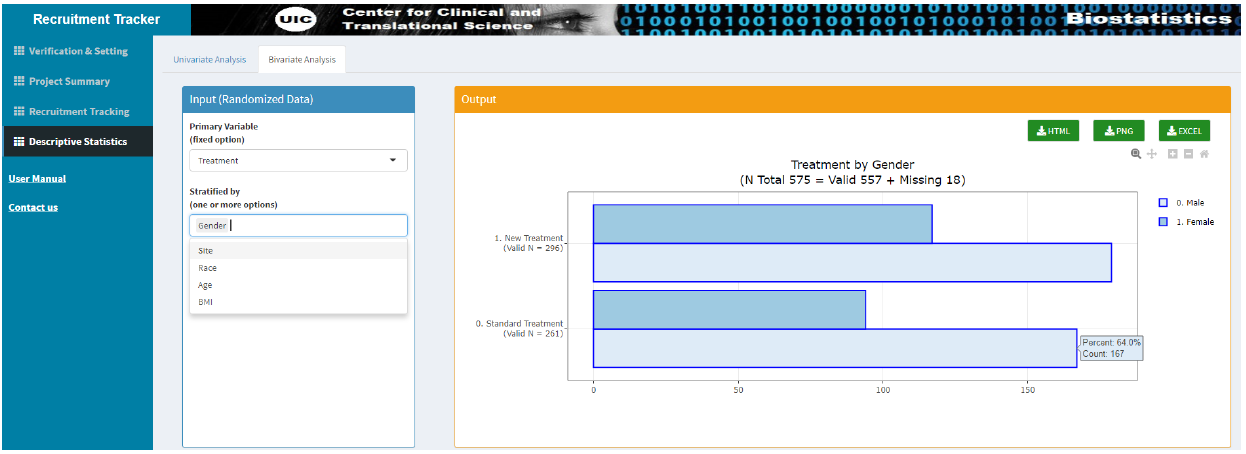 Recruitment Tracker
UIC
Center for Clinical and
Translational Science
Biostatistics
Verification & Setting
Project Summary
Recruitment Tracking
Descriptive Statistics
User Manual
Contact us
Univariate Analysis
Bivariate Analysis
Input (Randomized Data)
Primary Variable
(fixed option)
Treatment
Stratified by
(one or more options)
Gender
Site
Race
Age
BMI
Output
HTML
PNG
EXCEL
Treatment by Gender
(N Total 575 = Valid 557 + Missing 18)
0. Male
1. Female
1. New Treatment
(Valid N = 296)
0. Standard Treatment
(Valid N = 261)
Percent: 64.0%
Count: 167
0 50 100 150